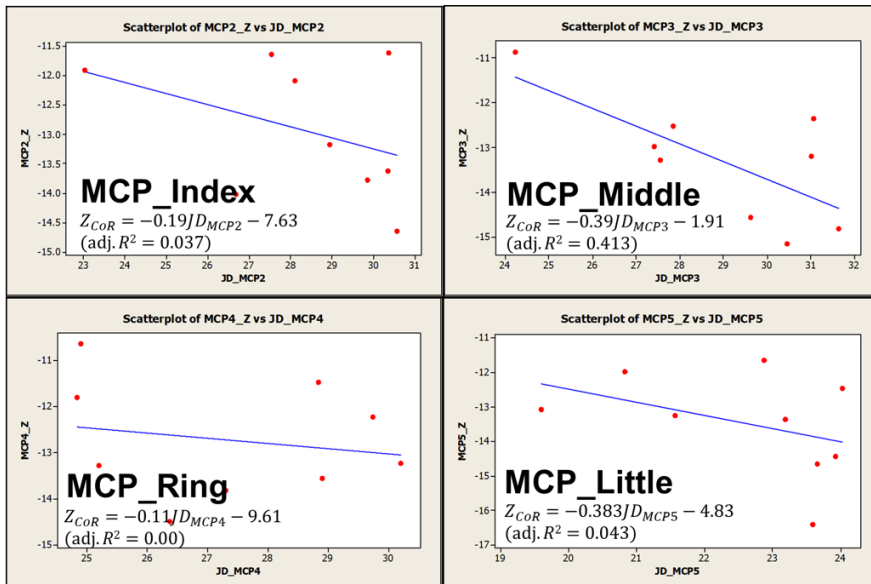 Scatterplot of MCP2_Z vs JD_MCP2
-11.5
-12.0
-12.5
-13.0
-13.5
-14.0
-14.5
-15.0
MCP2_Z
MCP_Index
Z_CoR = −0.19JD_MCP2 − 7.63
(adj. R² = 0.037)
23 24 25 26 27 28 29 30 31
JD_MCP2
Scatterplot of MCP3_Z vs JD_MCP3
-11
-12
-13
-14
-15
MCP3_Z
MCP_Middle
Z_CoR = −0.39JD_MCP3 − 1.91
(adj. R² = 0.413)
24 25 26 27 28 29 30 31 32
JD_MCP3
Scatterplot of MCP4_Z vs JD_MCP4
-11
-12
-13
-14
-15
MCP4_Z
MCP_Ring
Z_CoR = −0.11JD_MCP4 − 9.61
(adj. R² = 0.00)
25 26 27 28 29 30
JD_MCP4
Scatterplot of MCP5_Z vs JD_MCP5
-11
-12
-13
-14
-15
-16
-17
MCP5_Z
MCP_Little
Z_CoR = −0.383JD_MCP5 − 4.83
(adj. R² = 0.043)
19 20 21 22 23 24
JD_MCP5